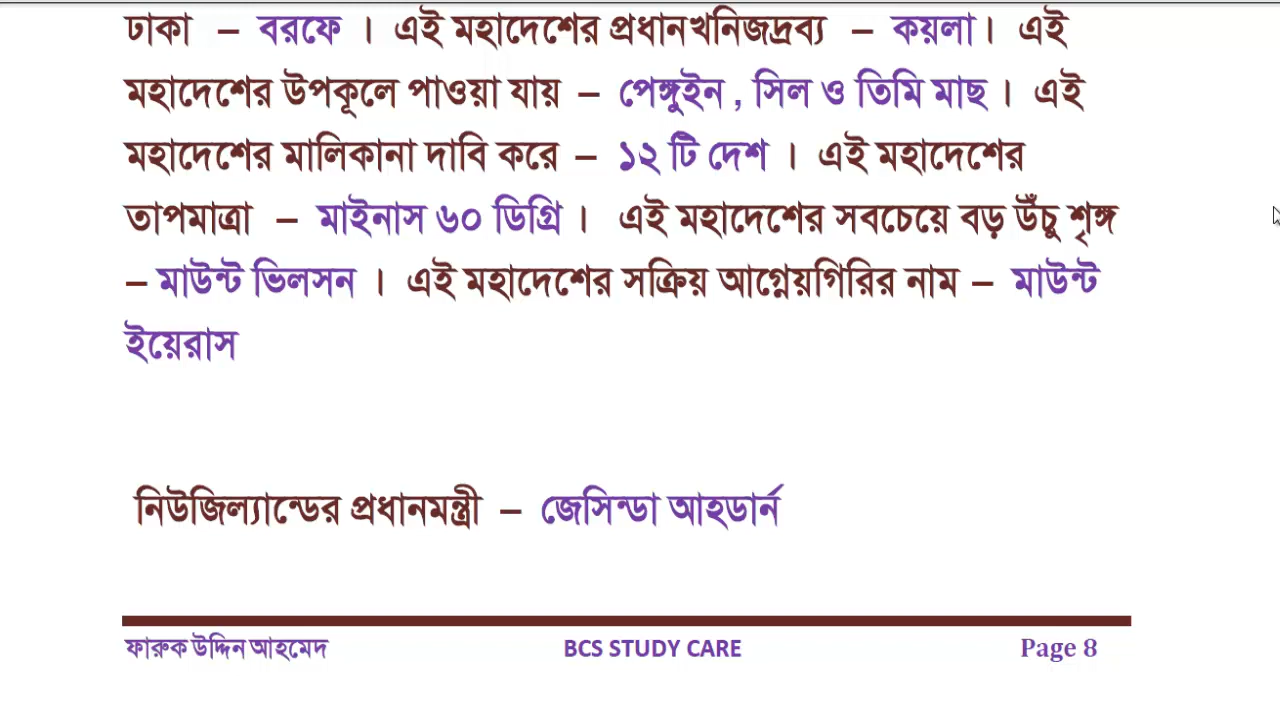 ঢাকা – বরফে । এই মহাদেশের প্রধানখনিজদ্রব্য – কয়লা। এই
মহাদেশের উপকূলে পাওয়া যায় – পেঙ্গুইন , সিল ও তিমি মাছ । এই
মহাদেশের মালিকানা দাবি করে – ১২ টি দেশ । এই মহাদেশের
তাপমাত্রা – মাইনাস ৬০ ডিগ্রি । এই মহাদেশের সবচেয়ে বড় উঁচু শৃঙ্গ
– মাউন্ট ভিলসন । এই মহাদেশের সক্রিয় আগ্নেয়গিরির নাম – মাউন্ট
ইয়েরাস
নিউজিল্যান্ডের প্রধানমন্ত্রী – জেসিন্ডা আহডার্ন
ফারুক উদ্দিন আহমেদ BCS STUDY CARE Page 8